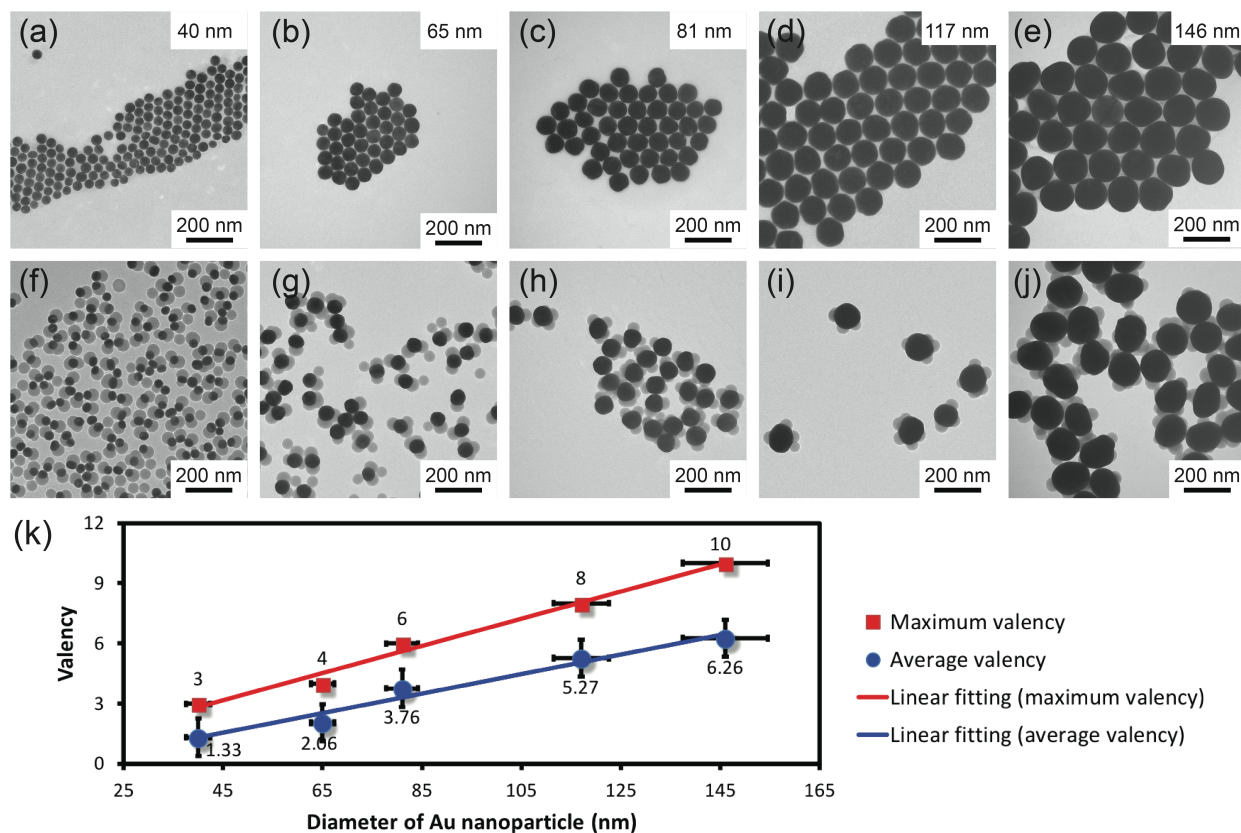 (a) 40 nm
(b) 65 nm
(c) 81 nm
(d) 117 nm
(e) 146 nm
200 nm
200 nm
200 nm
200 nm
200 nm
(f)
(g)
(h)
(i)
(j)
200 nm
200 nm
200 nm
200 nm
200 nm
(k)
12
9
6
3
0
Valency
3
4
6
8
10
1.33
2.06
3.76
5.27
6.26
25 45 65 85 105 125 145 165
Diameter of Au nanoparticle (nm)
Maximum valency
Average valency
Linear fitting (maximum valency)
Linear fitting (average valency)